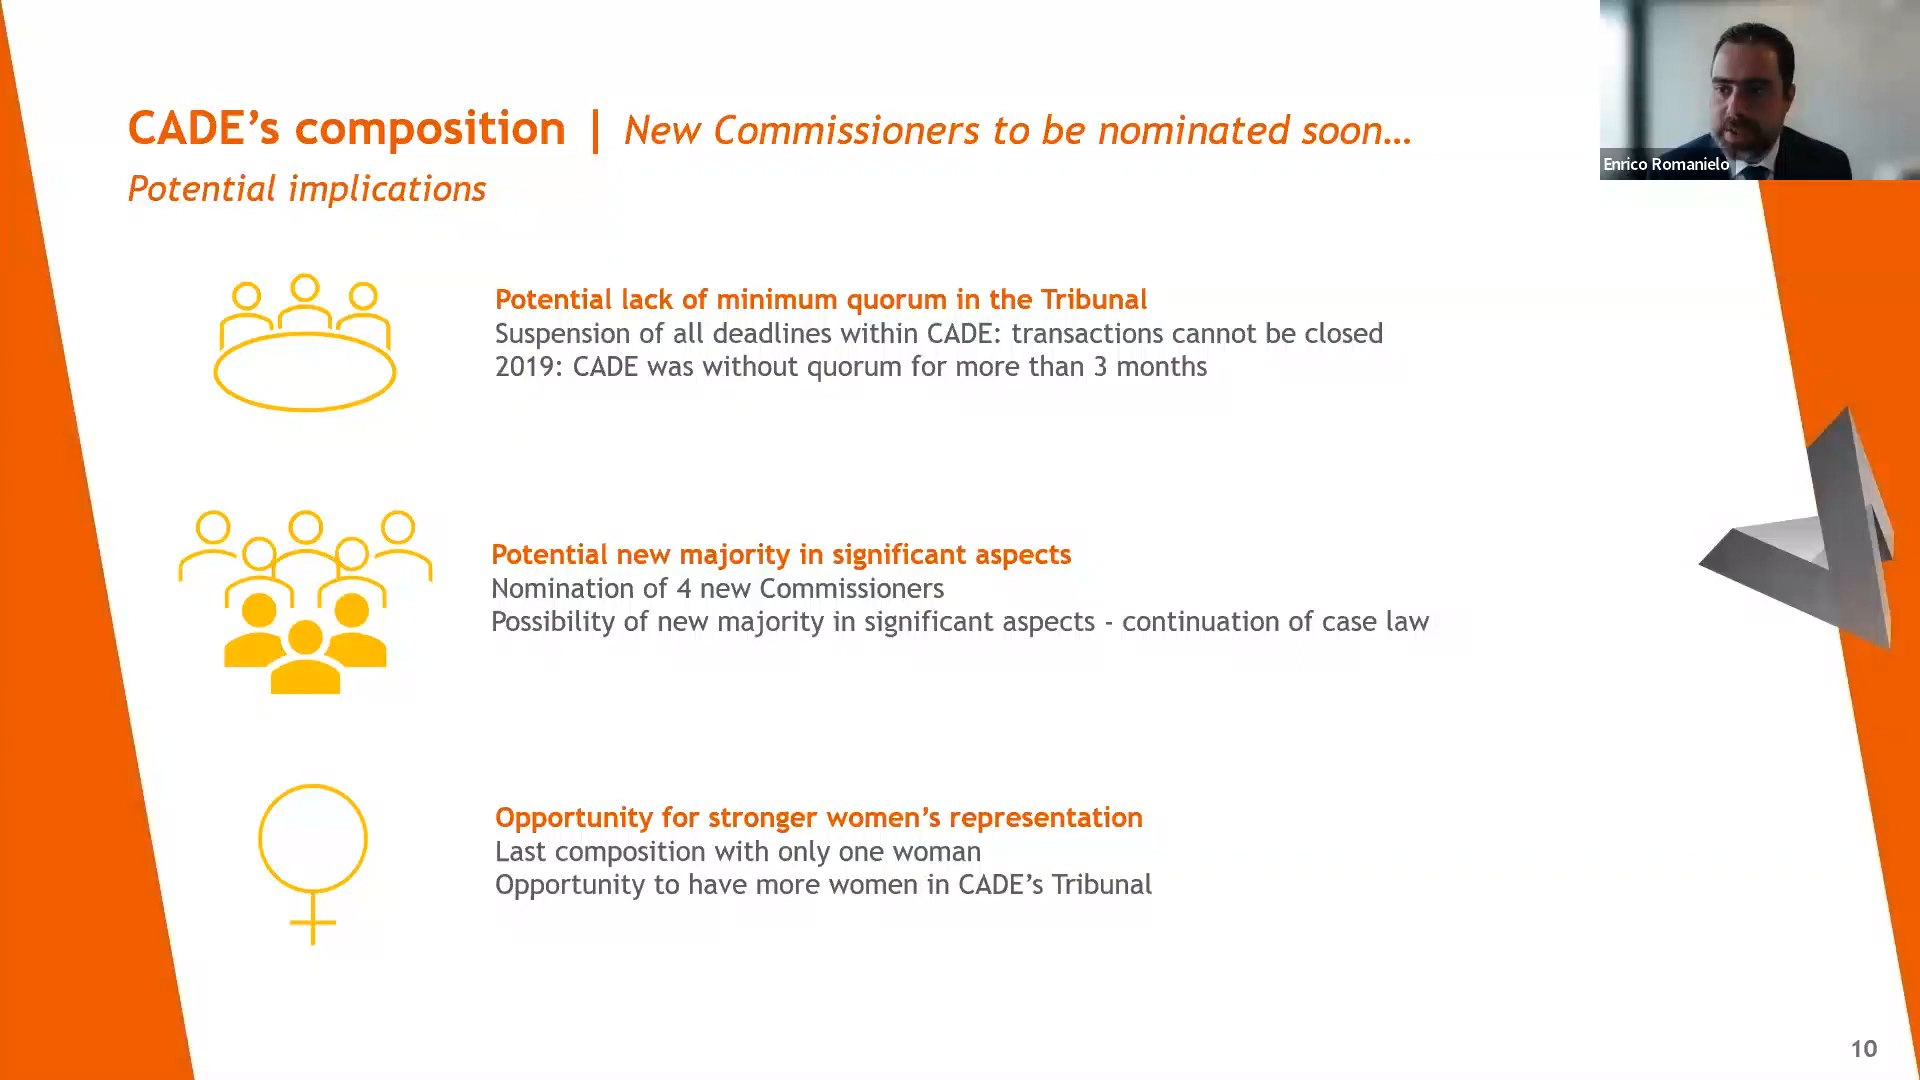 CADE’s composition | New Commissioners to be nominated soon…
Potential implications
Enrico Romanielo
Potential lack of minimum quorum in the Tribunal
Suspension of all deadlines within CADE: transactions cannot be closed
2019: CADE was without quorum for more than 3 months
Potential new majority in significant aspects
Nomination of 4 new Commissioners
Possibility of new majority in significant aspects - continuation of case law
Opportunity for stronger women’s representation
Last composition with only one woman
Opportunity to have more women in CADE’s Tribunal
10